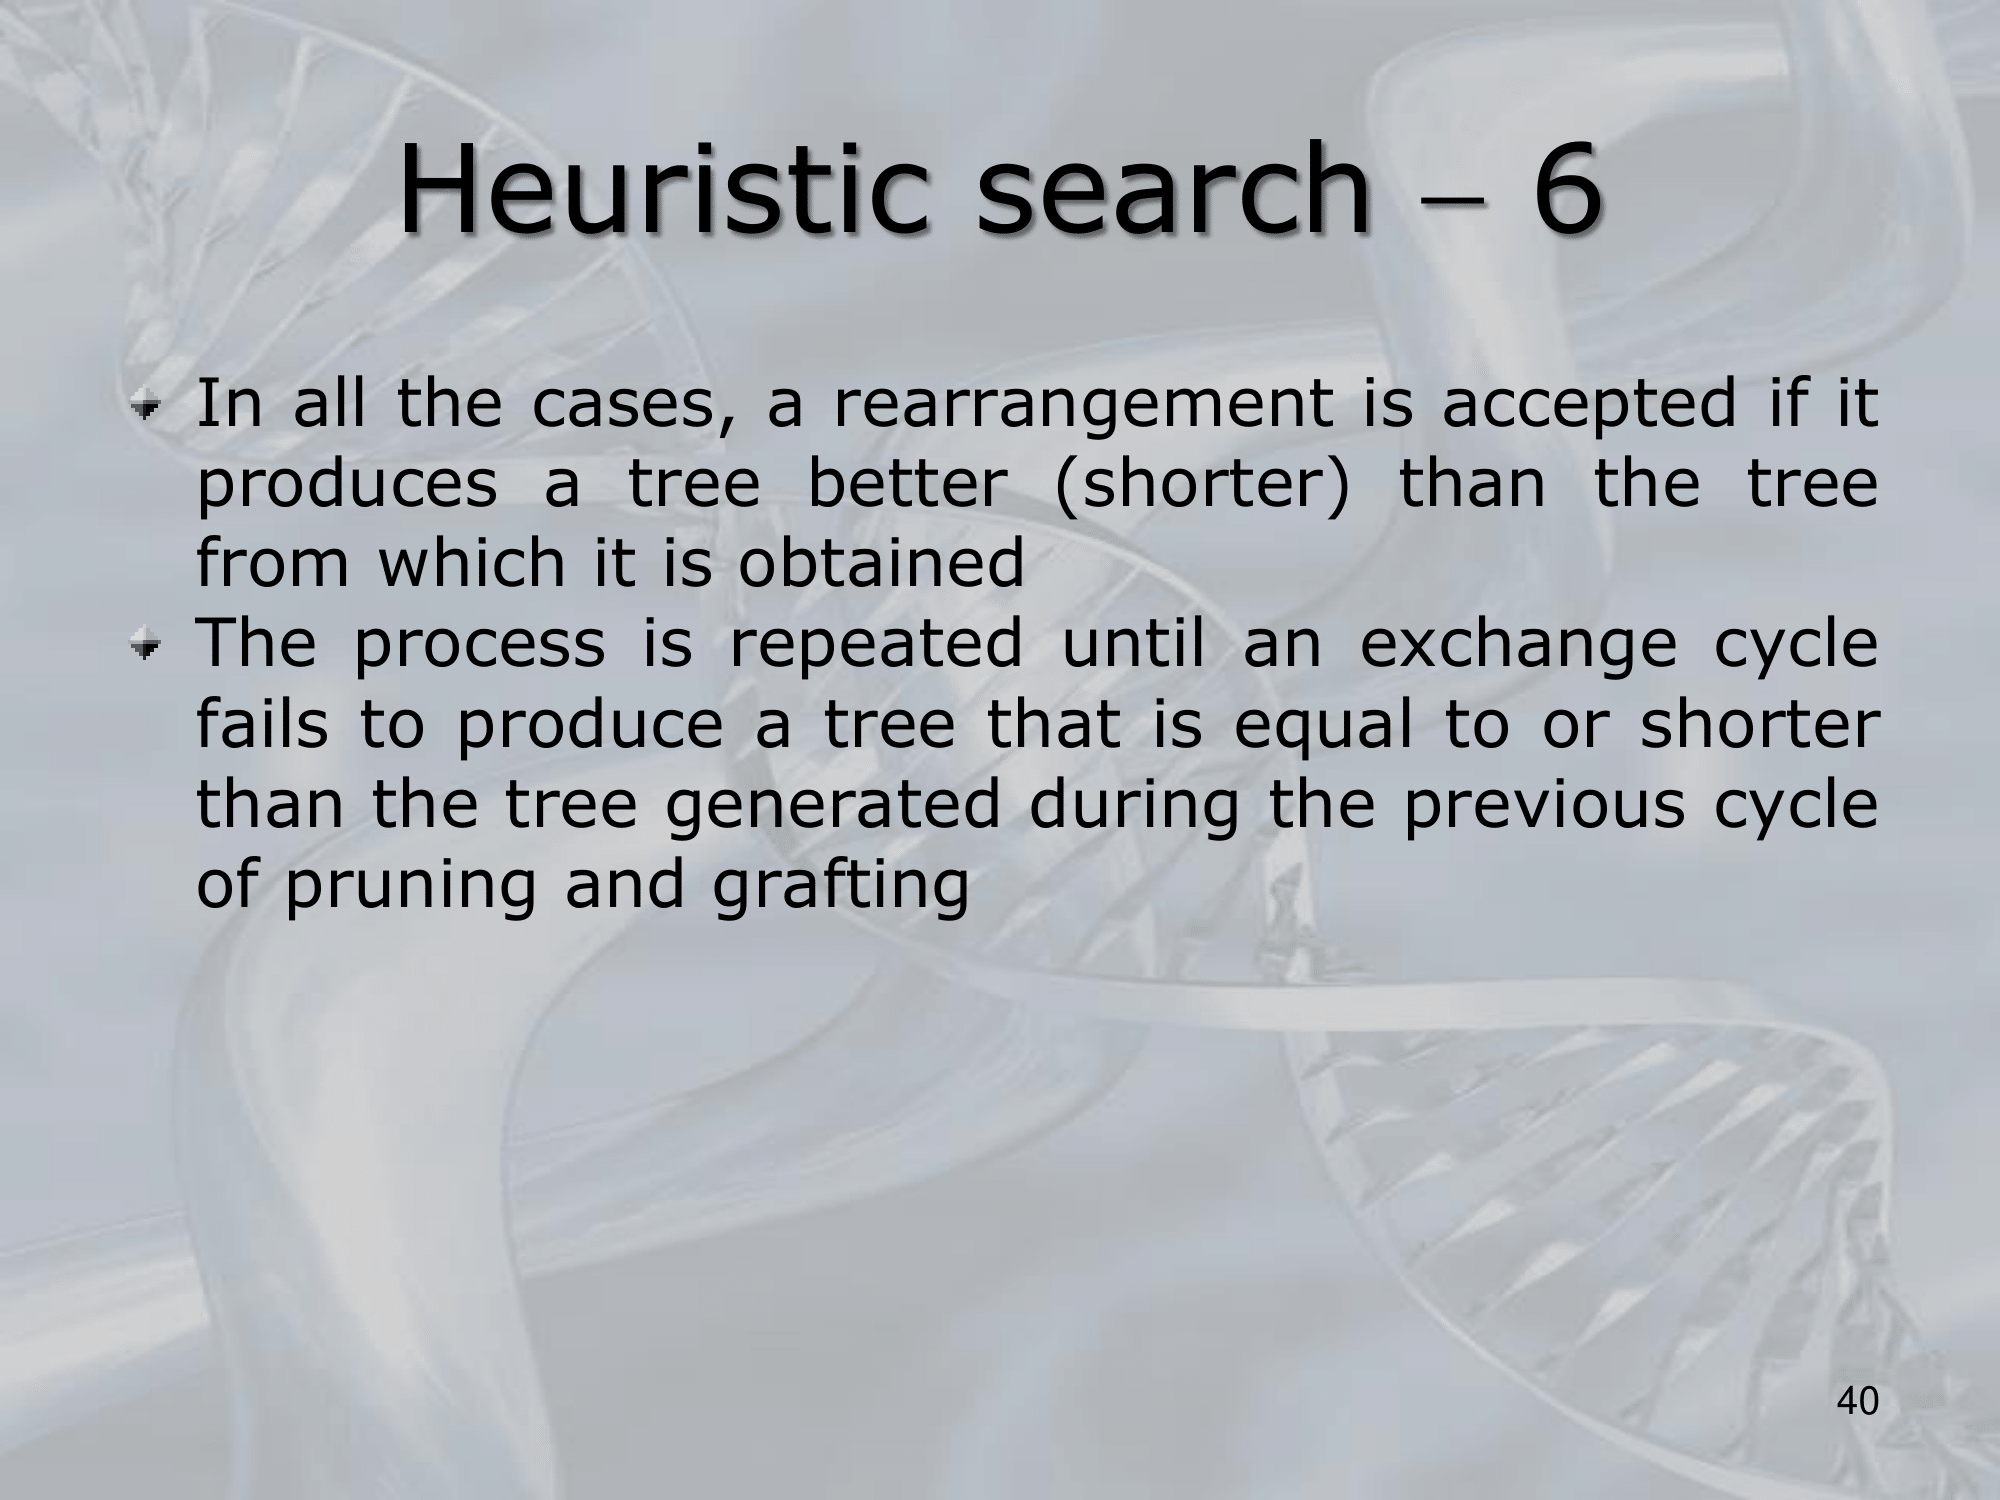 Heuristic search – 6
In all the cases, a rearrangement is accepted if it
produces a tree better (shorter) than the tree
from which it is obtained
The process is repeated until an exchange cycle
fails to produce a tree that is equal to or shorter
than the tree generated during the previous cycle
of pruning and grafting
40